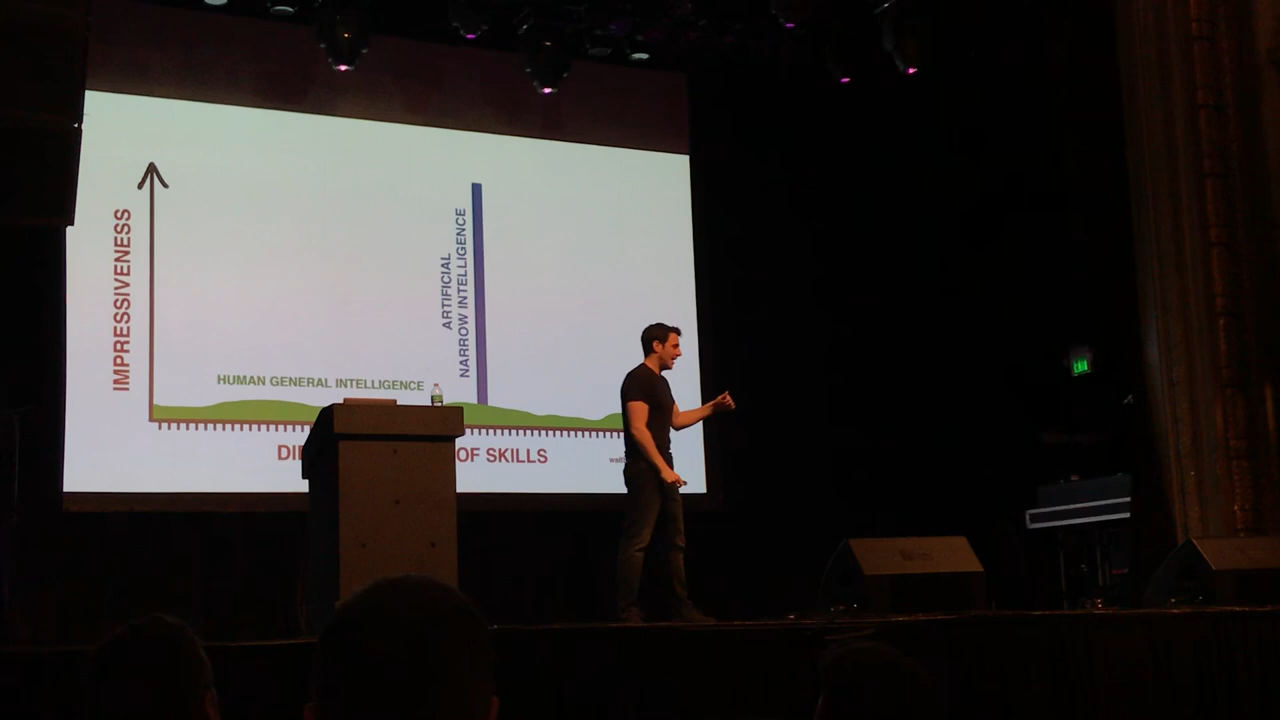 IMPRESSIVENESS
ARTIFICIAL
NARROW INTELLIGENCE
HUMAN GENERAL INTELLIGENCE
OF SKILLS